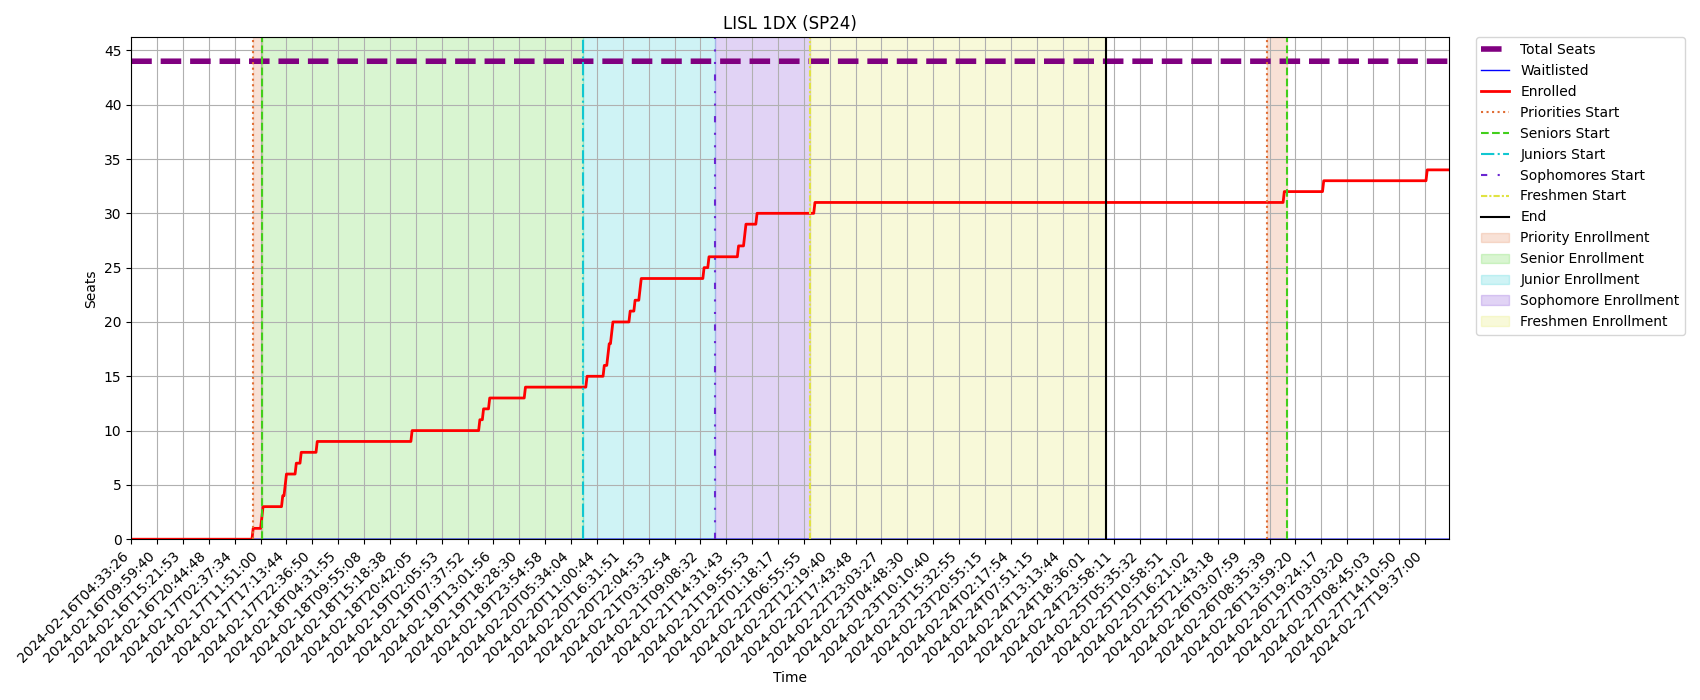 LISL 1DX (SP24)
45
40
35
30
25
20
15
10
5
0
Seats
2024-02-16T04:33:26
2024-02-16T09:59:40
2024-02-16T15:21:53
2024-02-16T20:44:48
2024-02-17T02:37:34
2024-02-17T11:51:00
2024-02-17T17:13:44
2024-02-17T22:36:50
2024-02-18T04:31:55
2024-02-18T09:55:08
2024-02-18T15:18:38
2024-02-18T20:42:05
2024-02-19T02:05:53
2024-02-19T07:37:52
2024-02-19T13:01:56
2024-02-19T18:28:30
2024-02-19T23:54:58
2024-02-20T05:34:04
2024-02-20T11:00:44
2024-02-20T16:31:51
2024-02-20T22:04:53
2024-02-21T03:32:54
2024-02-21T09:08:32
2024-02-21T14:31:43
2024-02-21T19:55:53
2024-02-22T01:18:17
2024-02-22T06:55:55
2024-02-22T12:19:40
2024-02-22T17:43:48
2024-02-22T23:03:27
2024-02-23T04:48:30
2024-02-23T10:10:40
2024-02-23T15:32:55
2024-02-23T20:55:15
2024-02-24T02:17:54
2024-02-24T07:51:15
2024-02-24T13:13:44
2024-02-24T18:36:01
2024-02-24T23:58:11
2024-02-25T05:35:32
2024-02-25T10:58:51
2024-02-25T16:21:02
2024-02-25T21:43:18
2024-02-26T03:07:59
2024-02-26T08:35:39
2024-02-26T13:59:20
2024-02-26T19:24:17
2024-02-27T03:03:20
2024-02-27T08:45:03
2024-02-27T14:10:50
2024-02-27T19:37:00
Time
Total Seats
Waitlisted
Enrolled
Priorities Start
Seniors Start
Juniors Start
Sophomores Start
Freshmen Start
End
Priority Enrollment
Senior Enrollment
Junior Enrollment
Sophomore Enrollment
Freshmen Enrollment